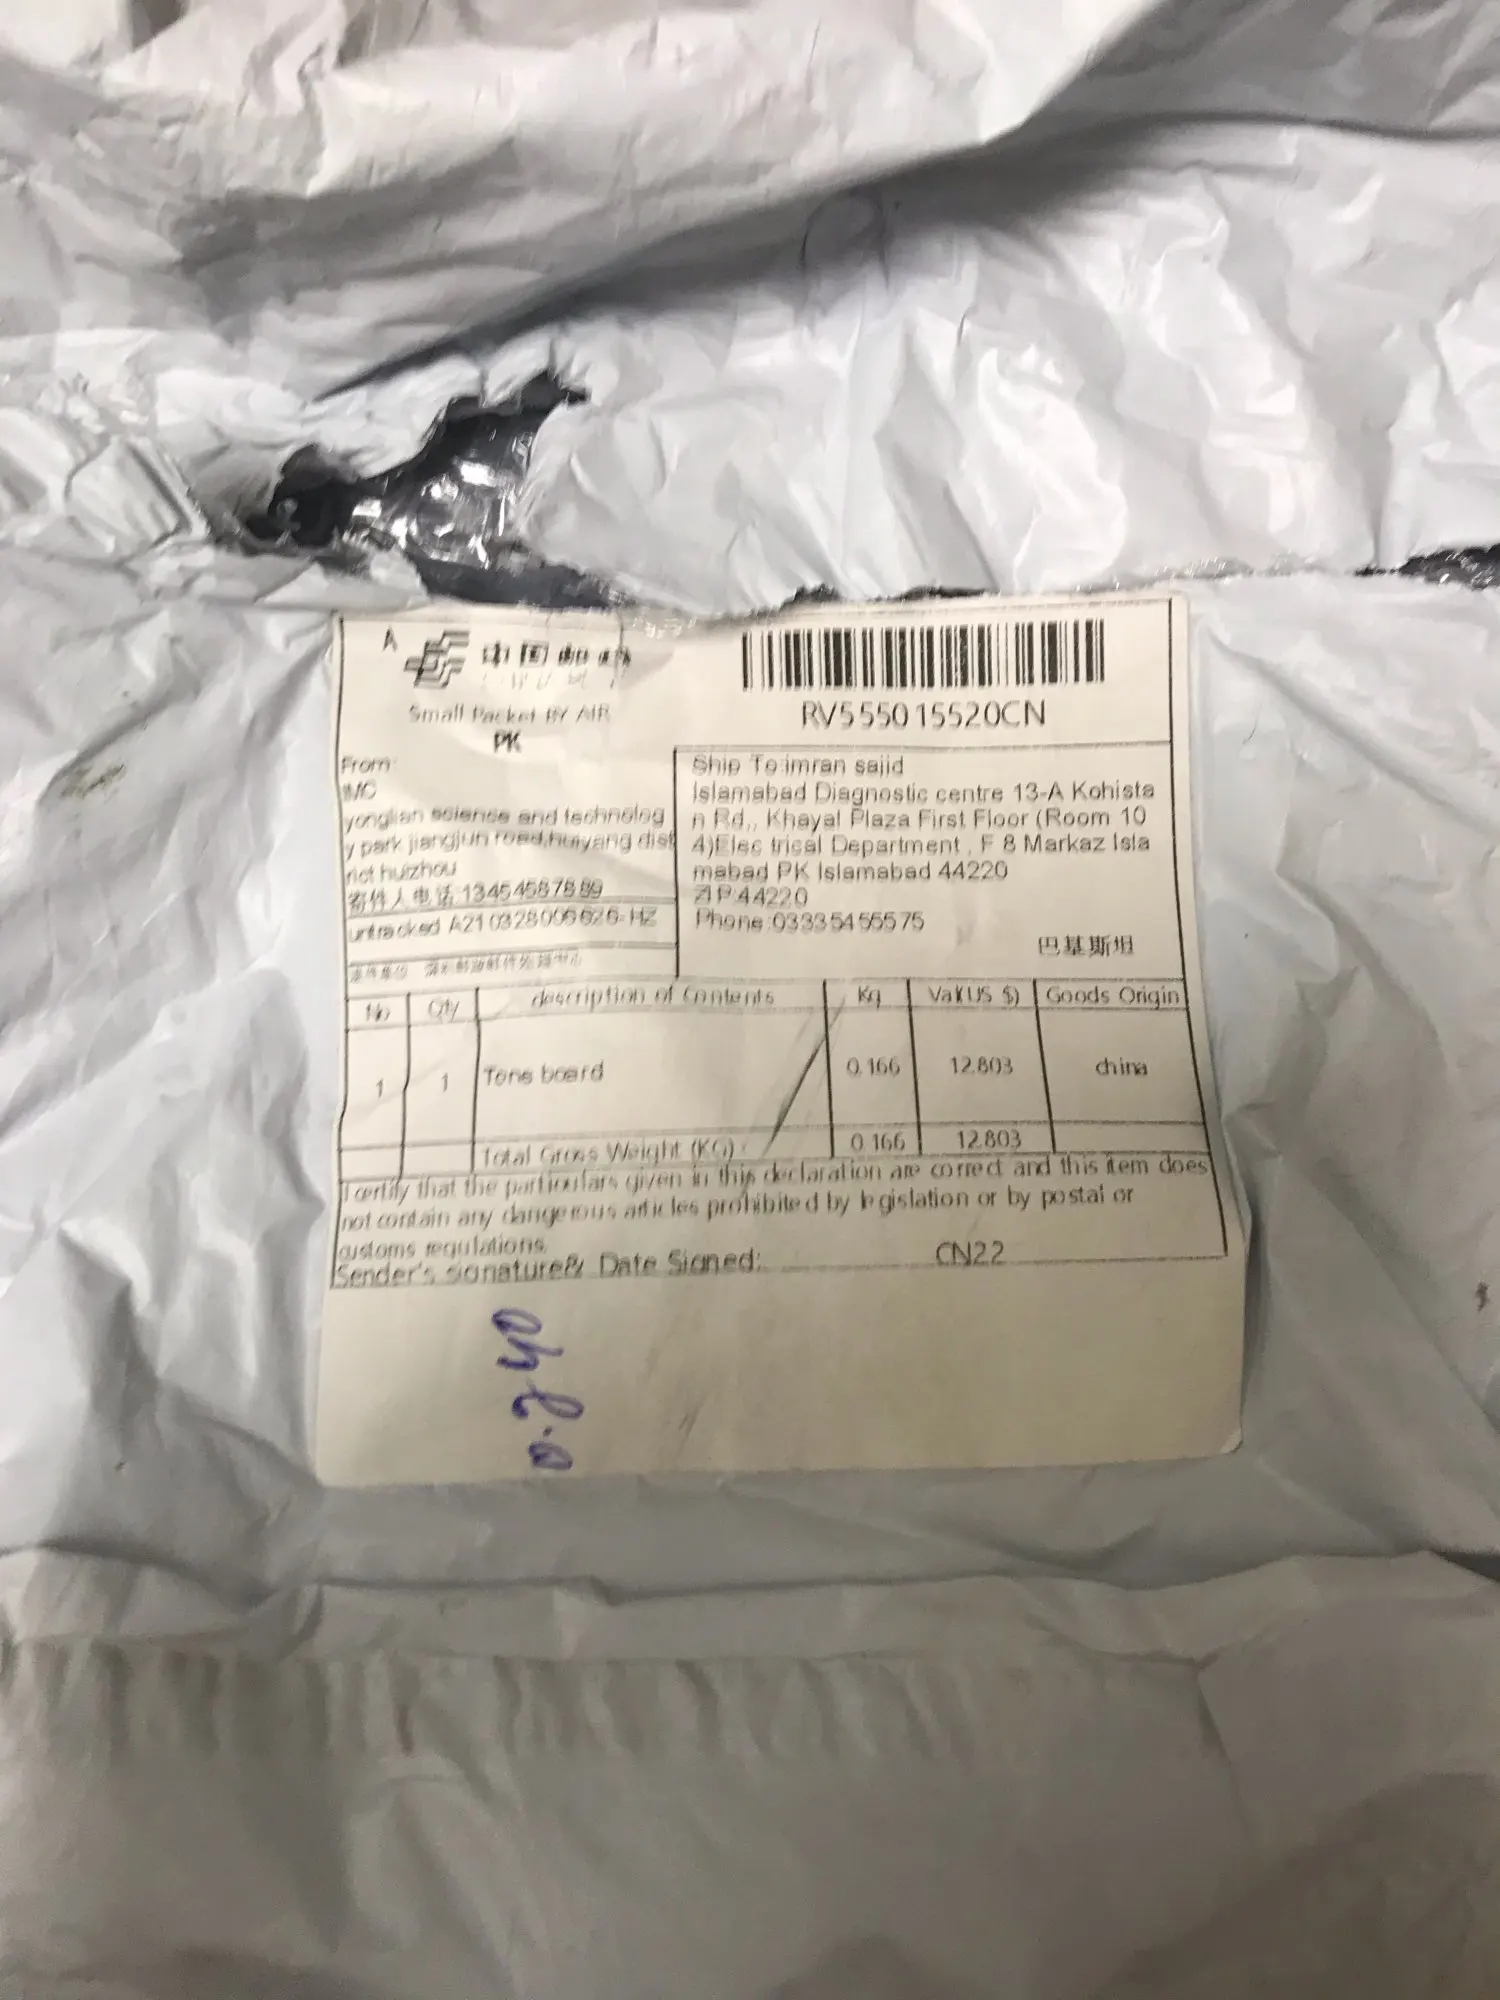 A 中国邮政
Small Packet BY AIR
PK
RV555015520CN
From:
IMC
yonglian science and technolog
y park jiangjun road,huiyang dist
rict huizhou
寄件人电话:13454587889
untracked A210328006626-HZ
Ship To:imran sajid
Islamabad Diagnostic centre 13-A Kohista
n Rd,, Khayal Plaza First Floor (Room 10
4)Elec trical Department , F 8 Markaz Isla
mabad PK Islamabad 44220
ZIP:44220
Phone:03335455575
巴基斯坦
No Qty description of Contents Kg Val(US $) Goods Origin
1 1 Tone board 0.166 12.803 china
Total Gross Weight (KG): 0.166 12.803
I certify that the particulars given in this declaration are correct and this item does
not contain any dangerous articles prohibited by legislation or by postal or
customs regulations.
Sender's signature& Date Signed: CN22